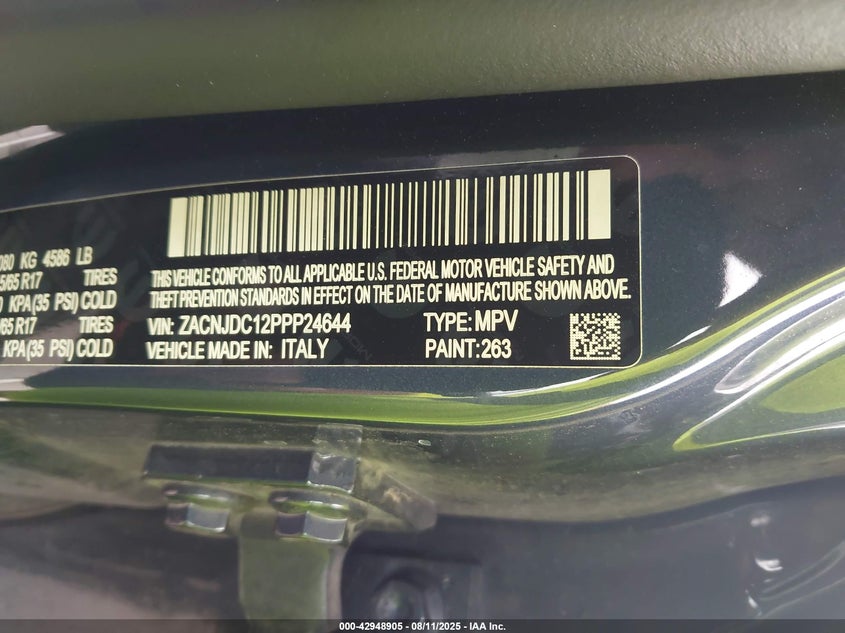 080 KG 4586 LB
5/65 R17 TIRES
0 KPA(35 PSI) COLD
/65 R17 TIRES
KPA(35 PSI) COLD
THIS VEHICLE CONFORMS TO ALL APPLICABLE U.S. FEDERAL MOTOR VEHICLE SAFETY AND
THEFT PREVENTION STANDARDS IN EFFECT ON THE DATE OF MANUFACTURE SHOWN ABOVE.
VIN: ZACNJDC12PPP24644 TYPE: MPV
VEHICLE MADE IN: ITALY PAINT: 263
000-42948905 - 08/11/2025 - IAA Inc.